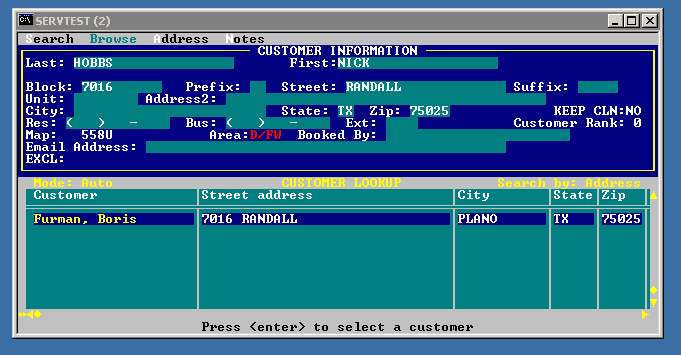 SERVTEST (2)
Search Browse Address Notes
CUSTOMER INFORMATION
Last: HOBBS First:NICK
Block: 7016 Prefix: Street: RANDALL Suffix:
Unit: Address2:
City: State: TX Zip: 75025 KEEP CLN:NO
Res: ( ) - Bus: ( ) - Ext: Customer Rank: 0
Map: 558U Area:D/FW Booked By:
Email Address:
EXCL:
Mode: Auto CUSTOMER LOOKUP Search by: Address
Customer Street address City State Zip
Furman, Boris 7016 RANDALL PLANO TX 75025
Press <enter> to select a customer